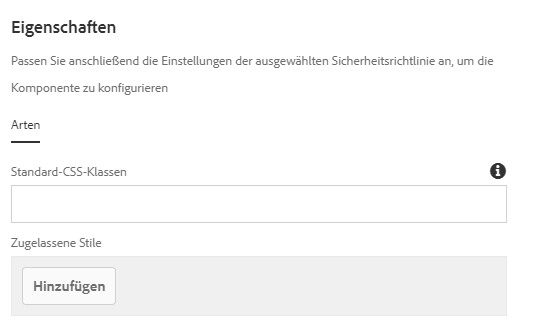 Eigenschaften
Passen Sie anschließend die Einstellungen der ausgewählten Sicherheitsrichtlinie an, um die
Komponente zu konfigurieren
Arten
Standard-CSS-Klassen
Zugelassene Stile
Hinzufügen